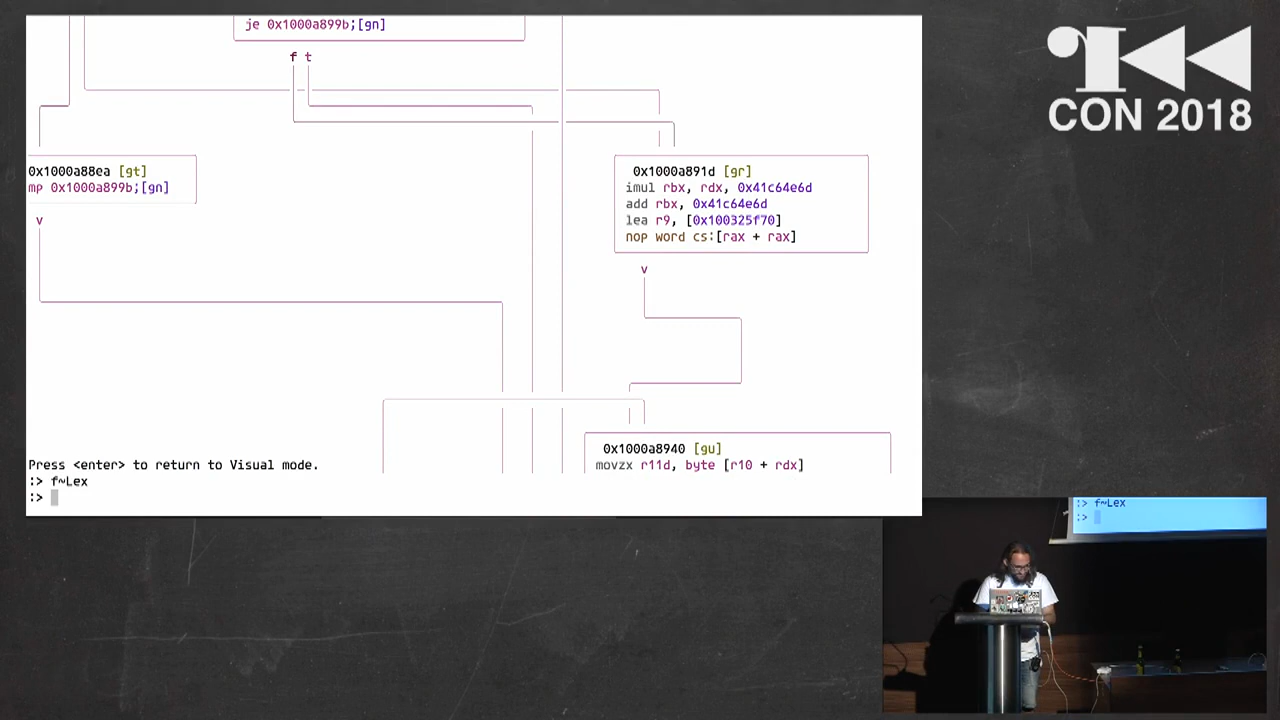 je 0x1000a899b;[gn]
f t
0x1000a88ea [gt]
mp 0x1000a899b;[gn]
v
0x1000a891d [gr]
imul rbx, rdx, 0x41c64e6d
add rbx, 0x41c64e6d
lea r9, [0x100325f70]
nop word cs:[rax + rax]
v
0x1000a8940 [gu]
movzx r11d, byte [r10 + rdx]
Press <enter> to return to Visual mode.
:> f~Lex
:>
CON 2018
:> f~Lex
:>